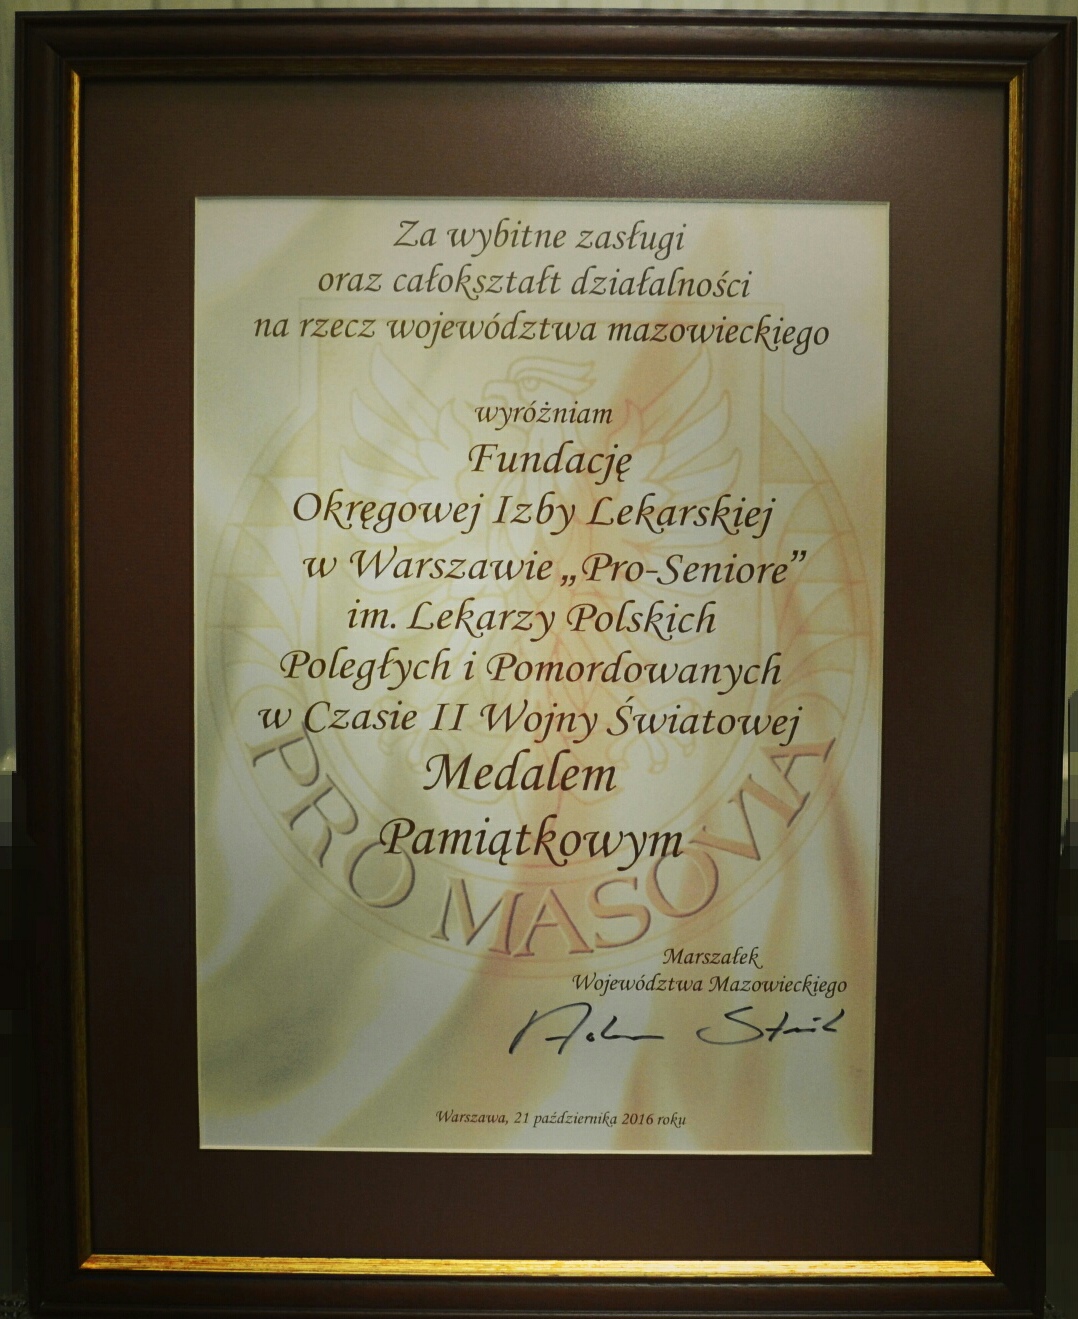 Za wybitne zasługi
oraz całokształt działalności
na rzecz województwa mazowieckiego
wyróżniam
Fundację
Okręgowej Izby Lekarskiej
w Warszawie „Pro-Seniore”
im. Lekarzy Polskich
Poległych i Pomordowanych
w Czasie II Wojny Światowej
Medalem
Pamiątkowym
PRO MASOVIA
Marszałek
Województwa Mazowieckiego
Warszawa, 21 października 2016 roku